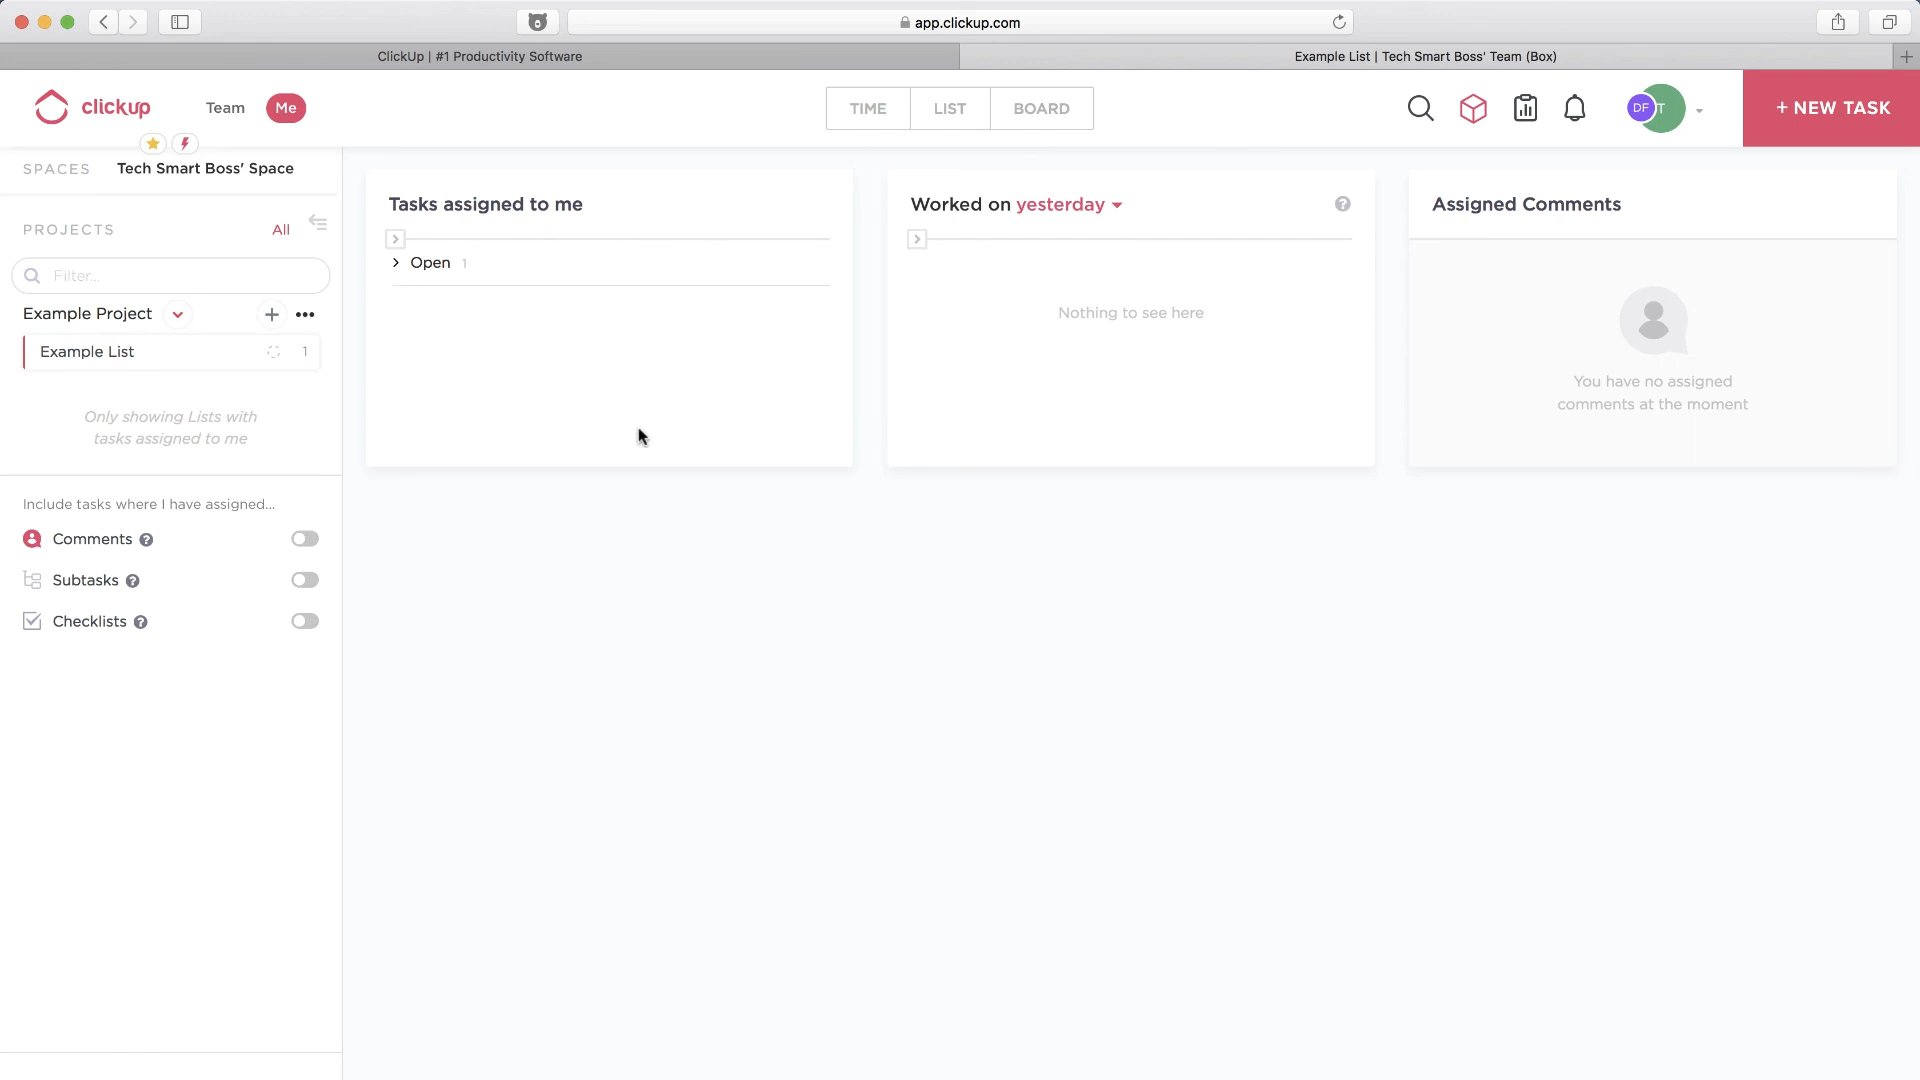 app.clickup.com
ClickUp | #1 Productivity Software
Example List | Tech Smart Boss' Team (Box)
clickup
Team
Me
TIME
LIST
BOARD
DF
T
+ NEW TASK
SPACES
Tech Smart Boss' Space
PROJECTS
All
Filter...
Example Project
Example List
1
Only showing Lists with
tasks assigned to me
Include tasks where I have assigned...
Comments
Subtasks
Checklists
Tasks assigned to me
Open 1
Worked on yesterday
Nothing to see here
Assigned Comments
You have no assigned
comments at the moment